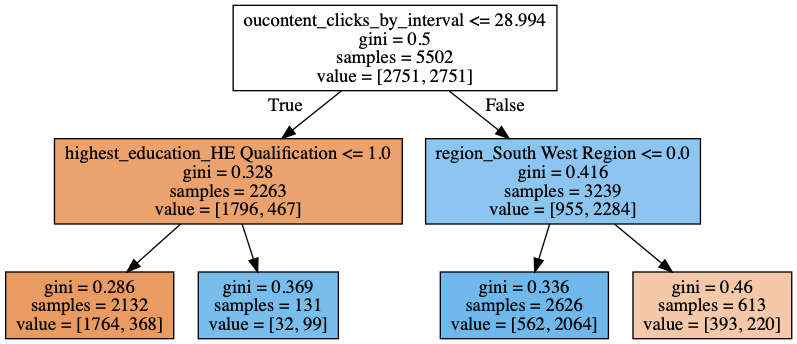 oucontent_clicks_by_interval <= 28.994
gini = 0.5
samples = 5502
value = [2751, 2751]
True
False
highest_education_HE Qualification <= 1.0
gini = 0.328
samples = 2263
value = [1796, 467]
region_South West Region <= 0.0
gini = 0.416
samples = 3239
value = [955, 2284]
gini = 0.286
samples = 2132
value = [1764, 368]
gini = 0.369
samples = 131
value = [32, 99]
gini = 0.336
samples = 2626
value = [562, 2064]
gini = 0.46
samples = 613
value = [393, 220]